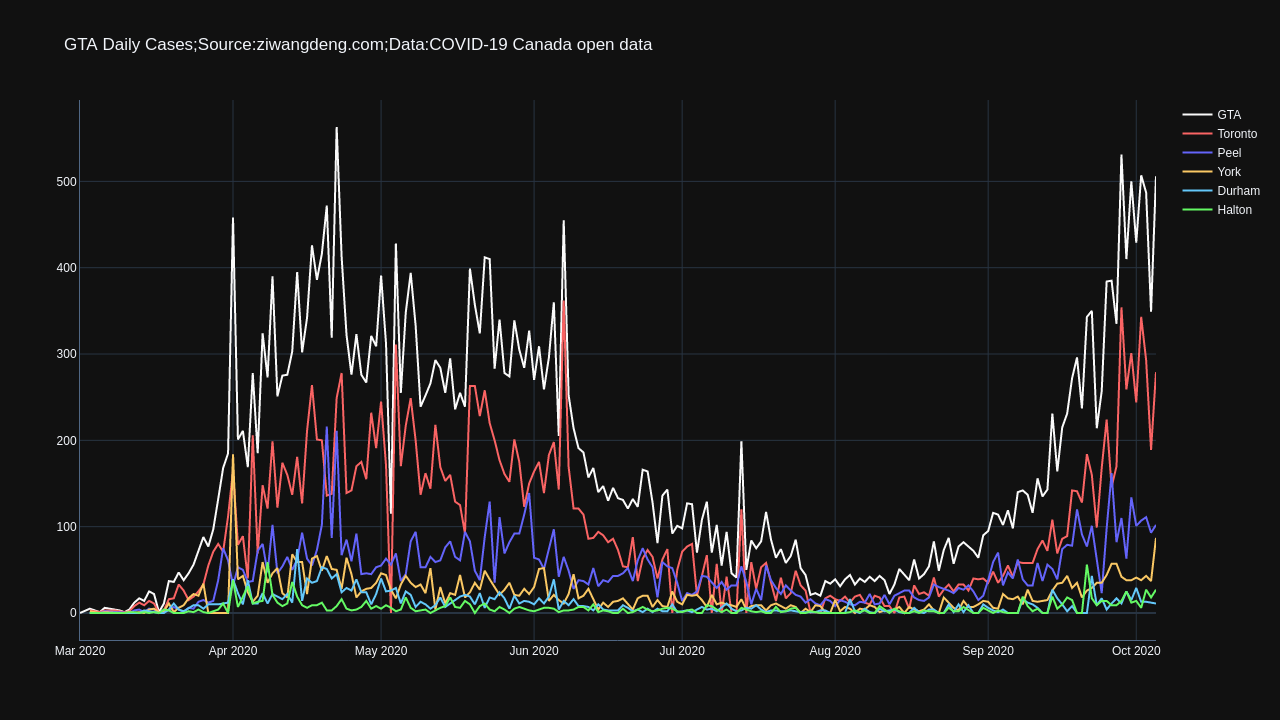 GTA Daily Cases;Source:ziwangdeng.com;Data:COVID-19 Canada open data
GTA
Toronto
Peel
York
Durham
Halton
500
400
300
200
100
0
Mar 2020 Apr 2020 May 2020 Jun 2020 Jul 2020 Aug 2020 Sep 2020 Oct 2020